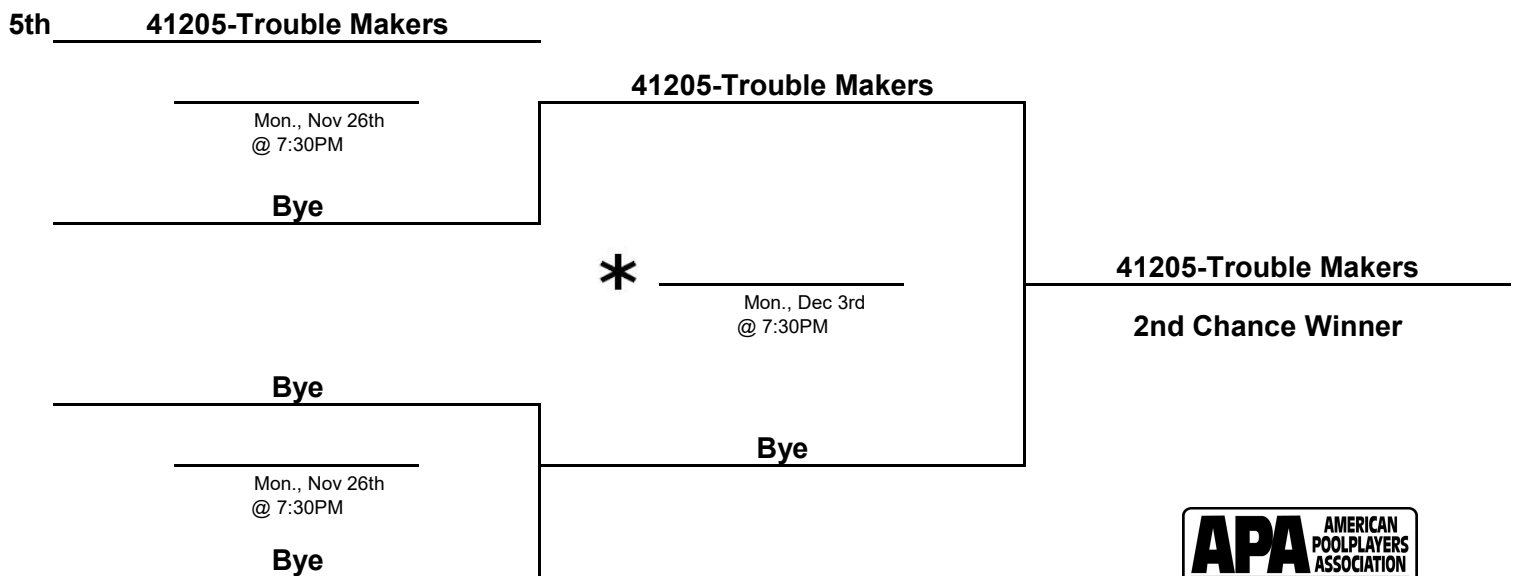 5th 41205-Trouble Makers
41205-Trouble Makers
Mon., Nov 26th
@ 7:30PM
Bye
*
41205-Trouble Makers
Mon., Dec 3rd
@ 7:30PM
2nd Chance Winner
Bye
Bye
Mon., Nov 26th
@ 7:30PM
Bye
APA AMERICAN
POOLPLAYERS
ASSOCIATION